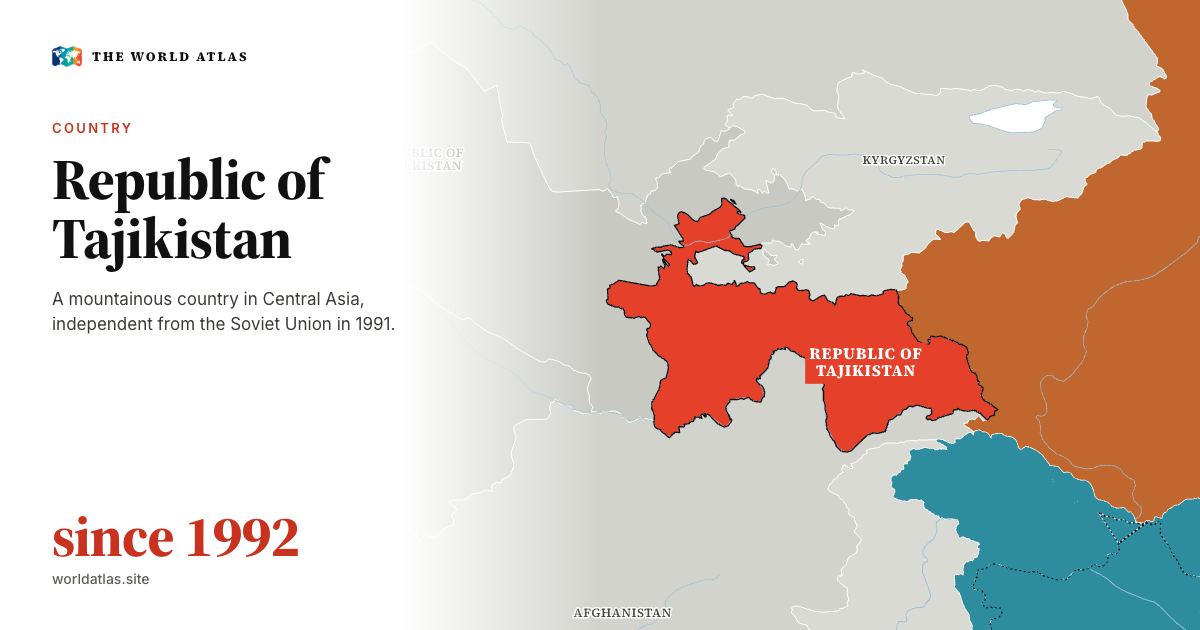 THE WORLD ATLAS
COUNTRY
Republic of
Tajikistan
A mountainous country in Central Asia,
independent from the Soviet Union in 1991.
since 1992
worldatlas.site
KYRGYZSTAN
REPUBLIC OF
TAJIKISTAN
AFGHANISTAN